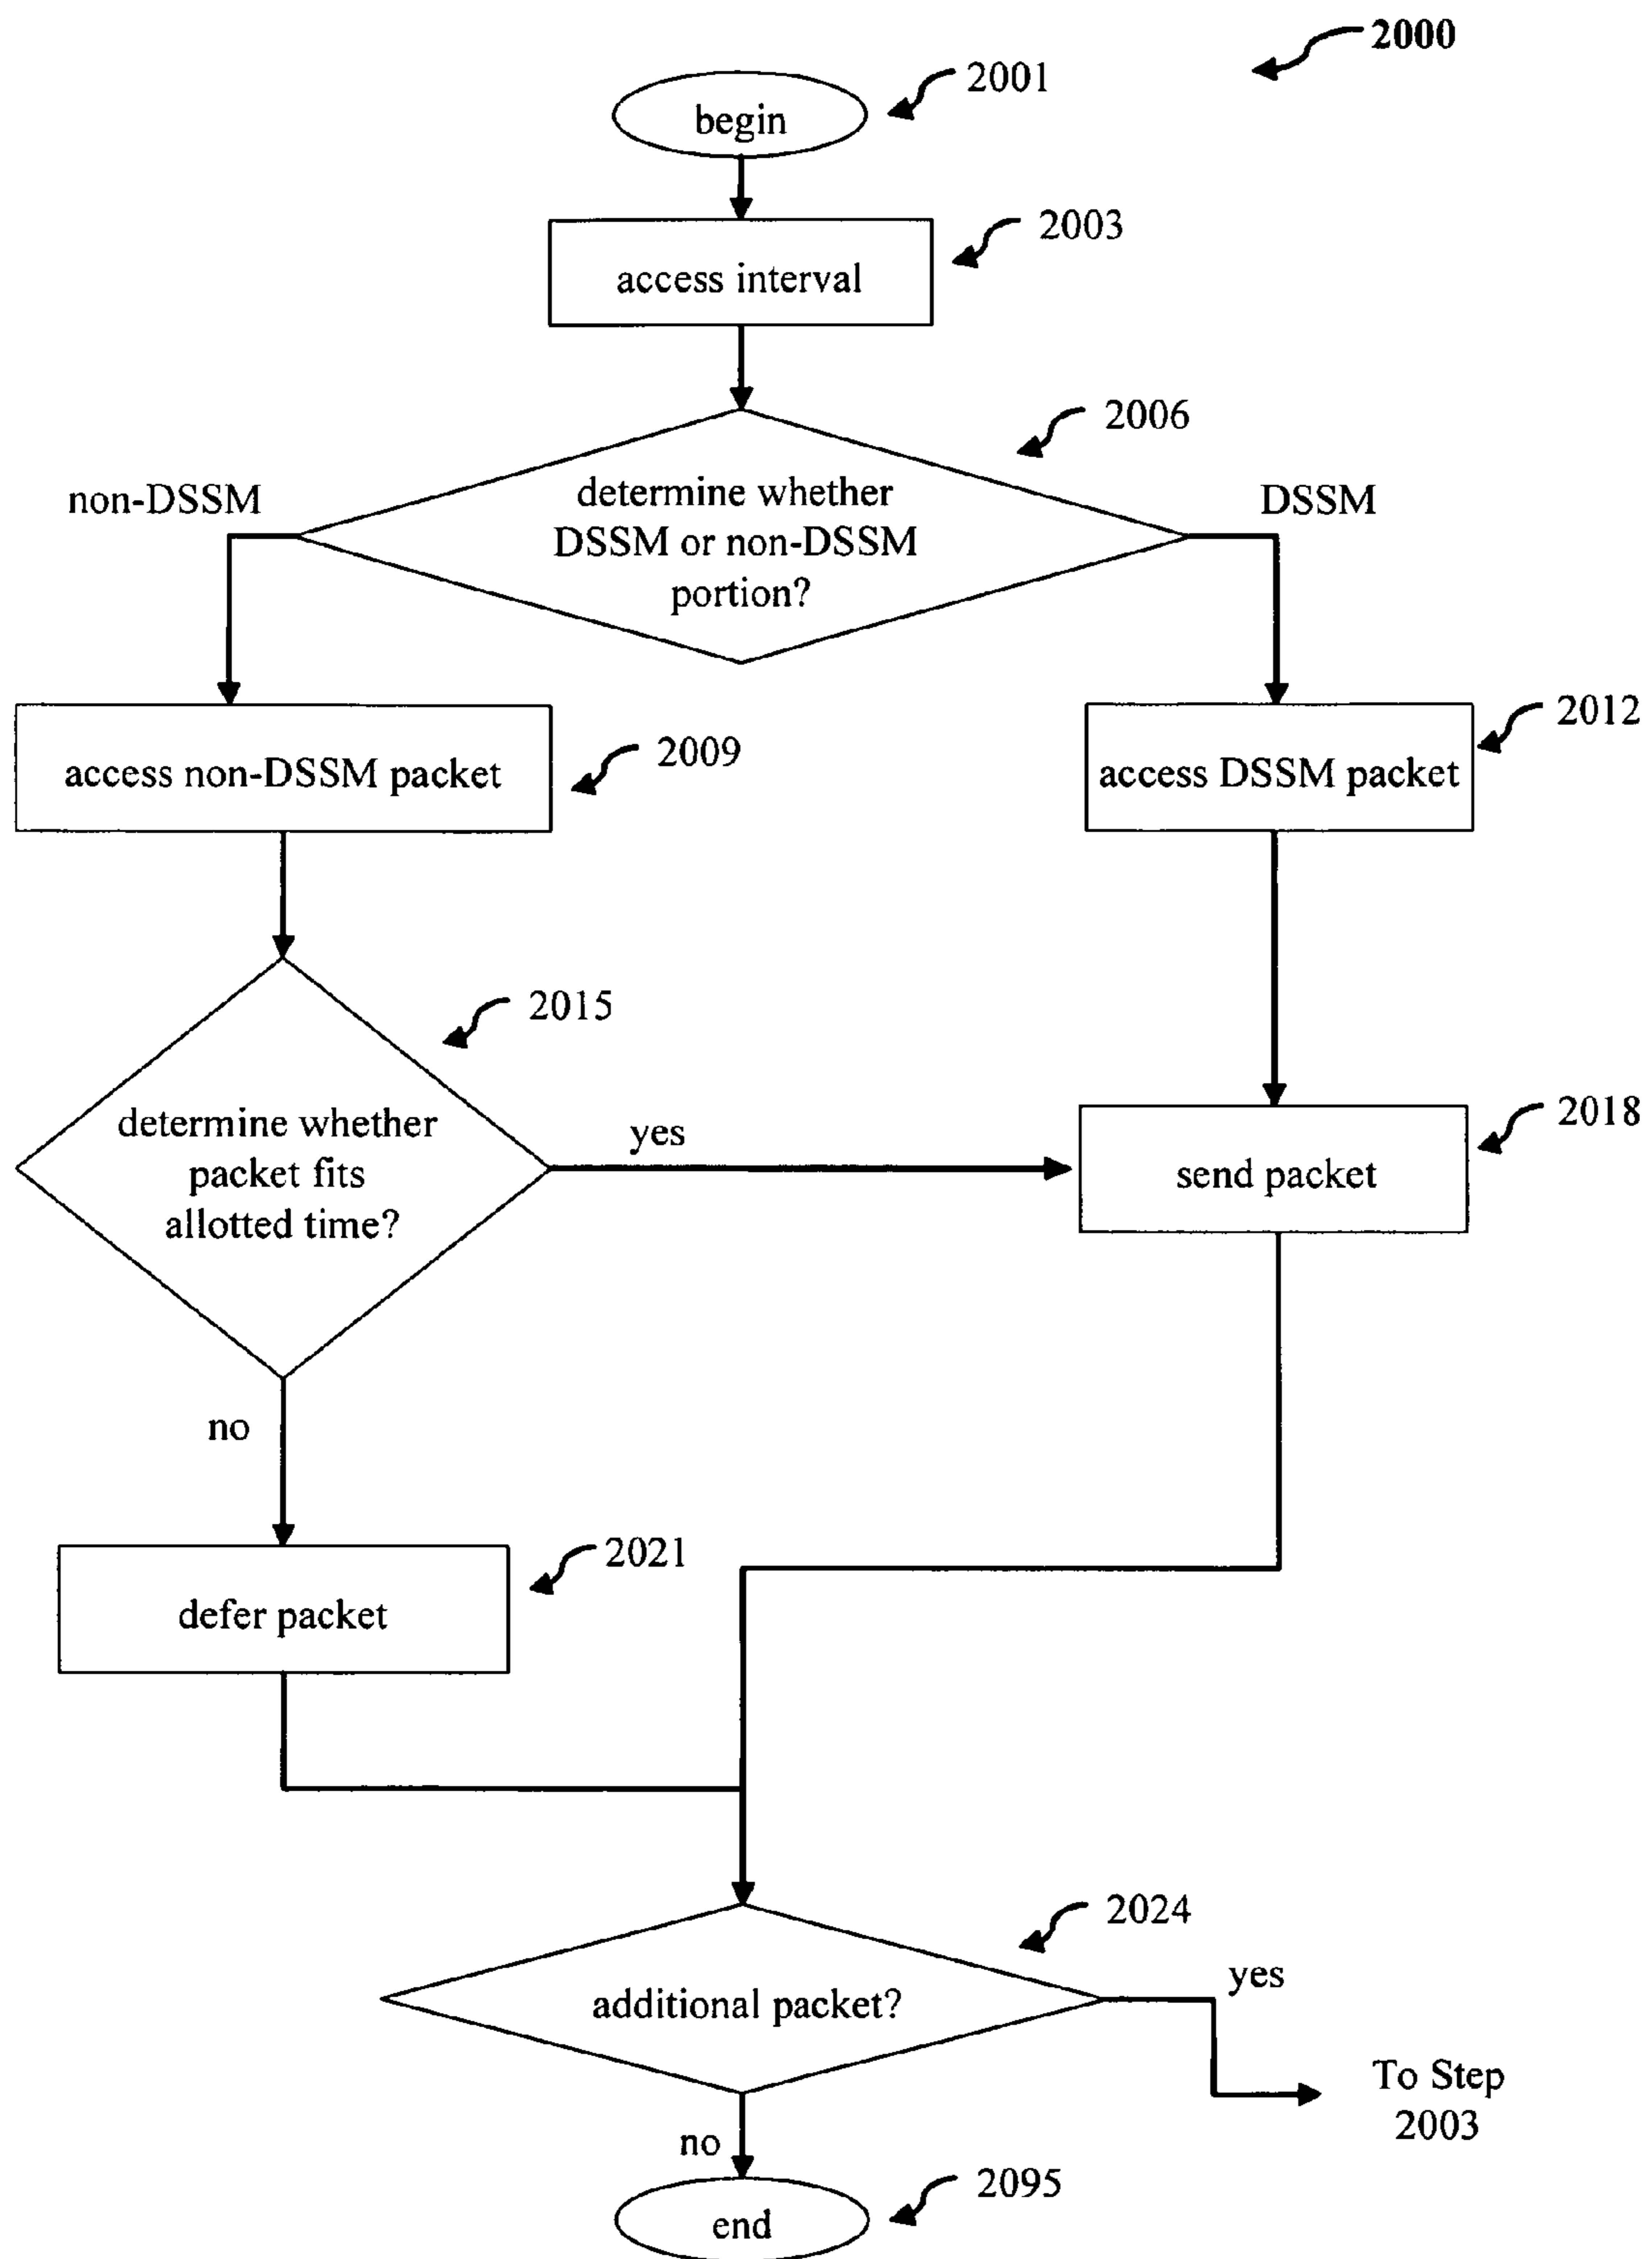 2000
2001
begin
2003
access interval
2006
non-DSSM
determine whether
DSSM or non-DSSM
portion?
DSSM
2012
2009
access non-DSSM packet
access DSSM packet
2015
determine whether
packet fits
allotted time?
yes
2018
send packet
no
2021
defer packet
2024
additional packet?
yes
To Step
2003
no
2095
end